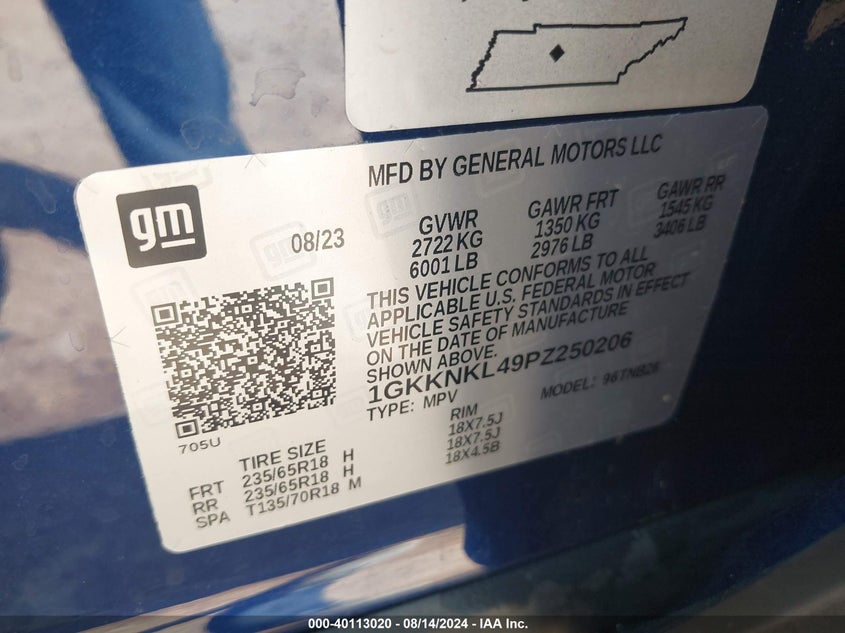 MFD BY GENERAL MOTORS LLC
gm
08/23
GVWR GAWR FRT GAWR RR
2722 KG 1350 KG 1545 KG
6001 LB 2976 LB 3406 LB
THIS VEHICLE CONFORMS TO ALL
APPLICABLE U.S. FEDERAL MOTOR
VEHICLE SAFETY STANDARDS IN EFFECT
ON THE DATE OF MANUFACTURE
SHOWN ABOVE.
1GKKNKL49PZ250206
TYPE: MPV MODEL: 96TNB26
705U
TIRE SIZE RIM
FRT 235/65R18 H 18X7.5J
RR 235/65R18 H 18X7.5J
SPA T135/70R18 M 18X4.5B
000-40113020 - 08/14/2024 - IAA Inc.